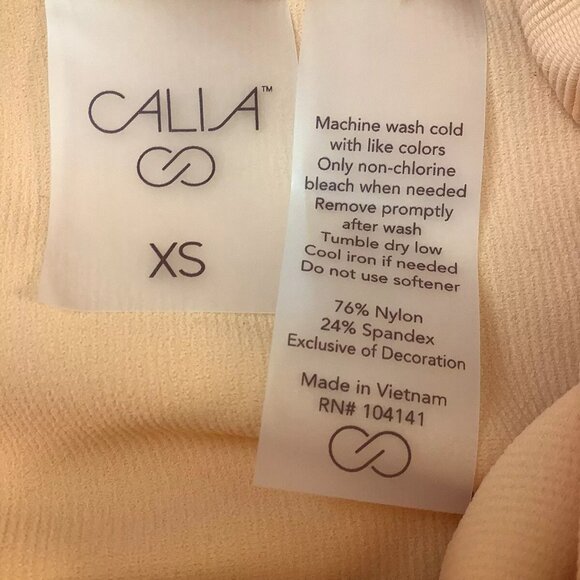 CALIA™
XS
Machine wash cold
with like colors
Only non-chlorine
bleach when needed
Remove promptly
after wash
Tumble dry low
Cool iron if needed
Do not use softener
76% Nylon
24% Spandex
Exclusive of Decoration
Made in Vietnam
RN# 104141